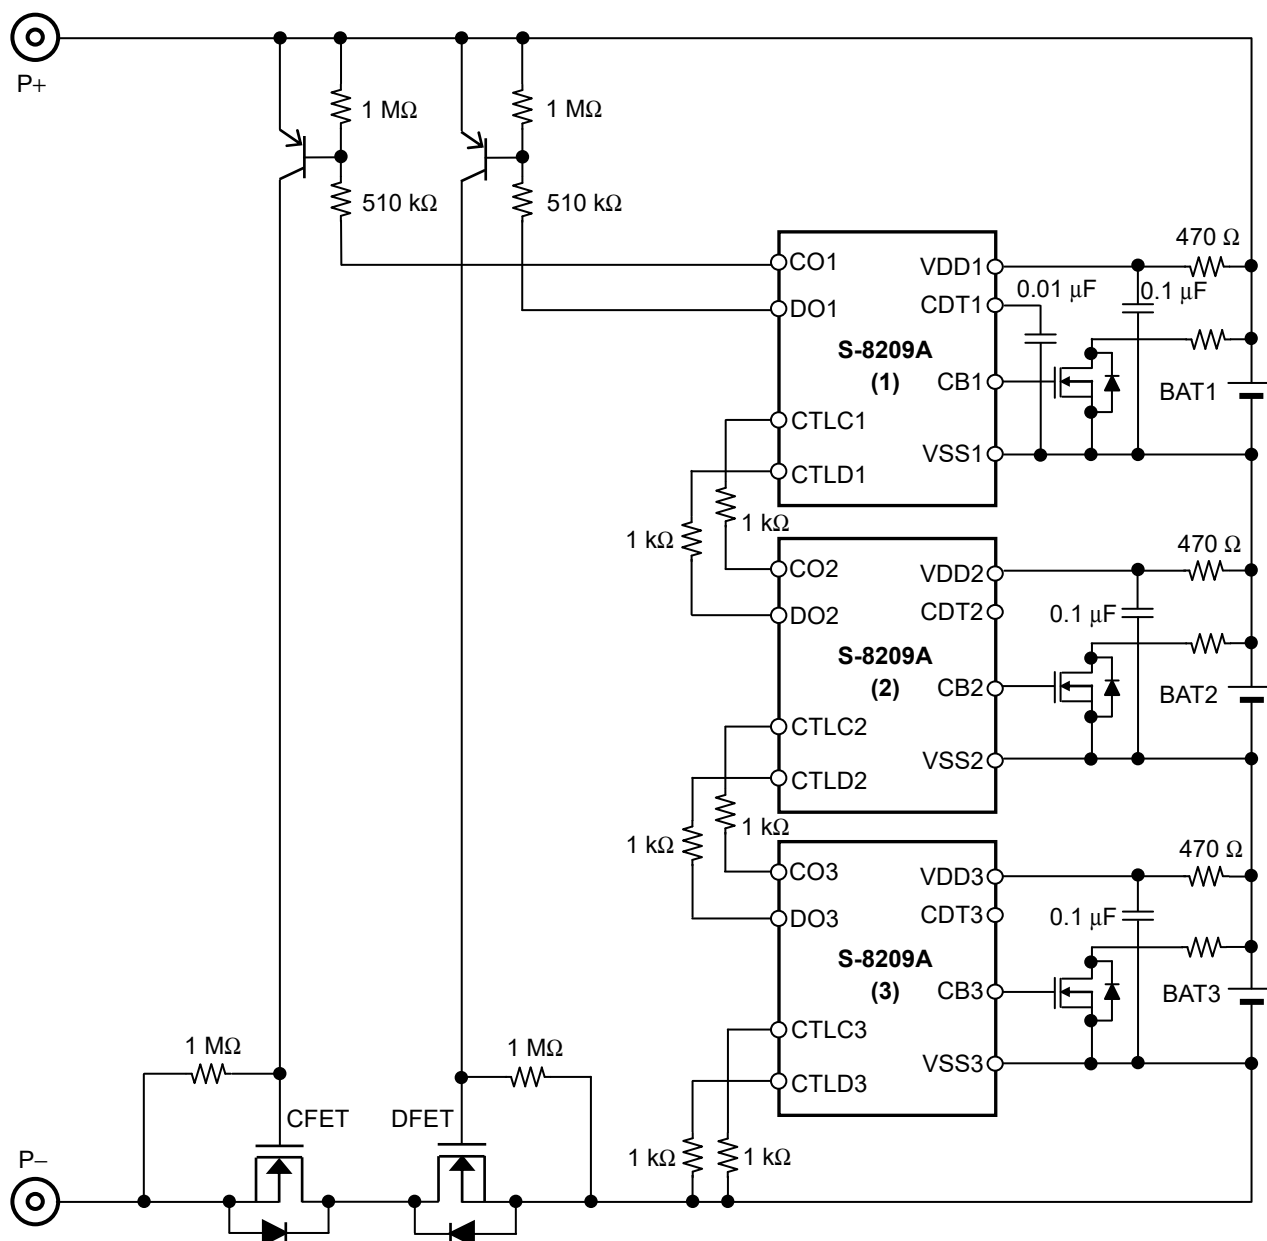 P+
1 MΩ
1 MΩ
510 kΩ
510 kΩ
470 Ω
CO1
VDD1
0.01 μF
0.1 μF
CDT1
DO1
S-8209A
(1)
CB1
BAT1
CTLC1
VSS1
CTLD1
1 kΩ
1 kΩ
470 Ω
CO2
VDD2
CDT2
0.1 μF
DO2
S-8209A
(2)
CB2
BAT2
CTLC2
VSS2
CTLD2
1 kΩ
1 kΩ
470 Ω
CO3
VDD3
CDT3
0.1 μF
DO3
S-8209A
(3)
CB3
BAT3
CTLC3
1 MΩ
1 MΩ
VSS3
CTLD3
CFET
DFET
P−
1 kΩ
1 kΩ